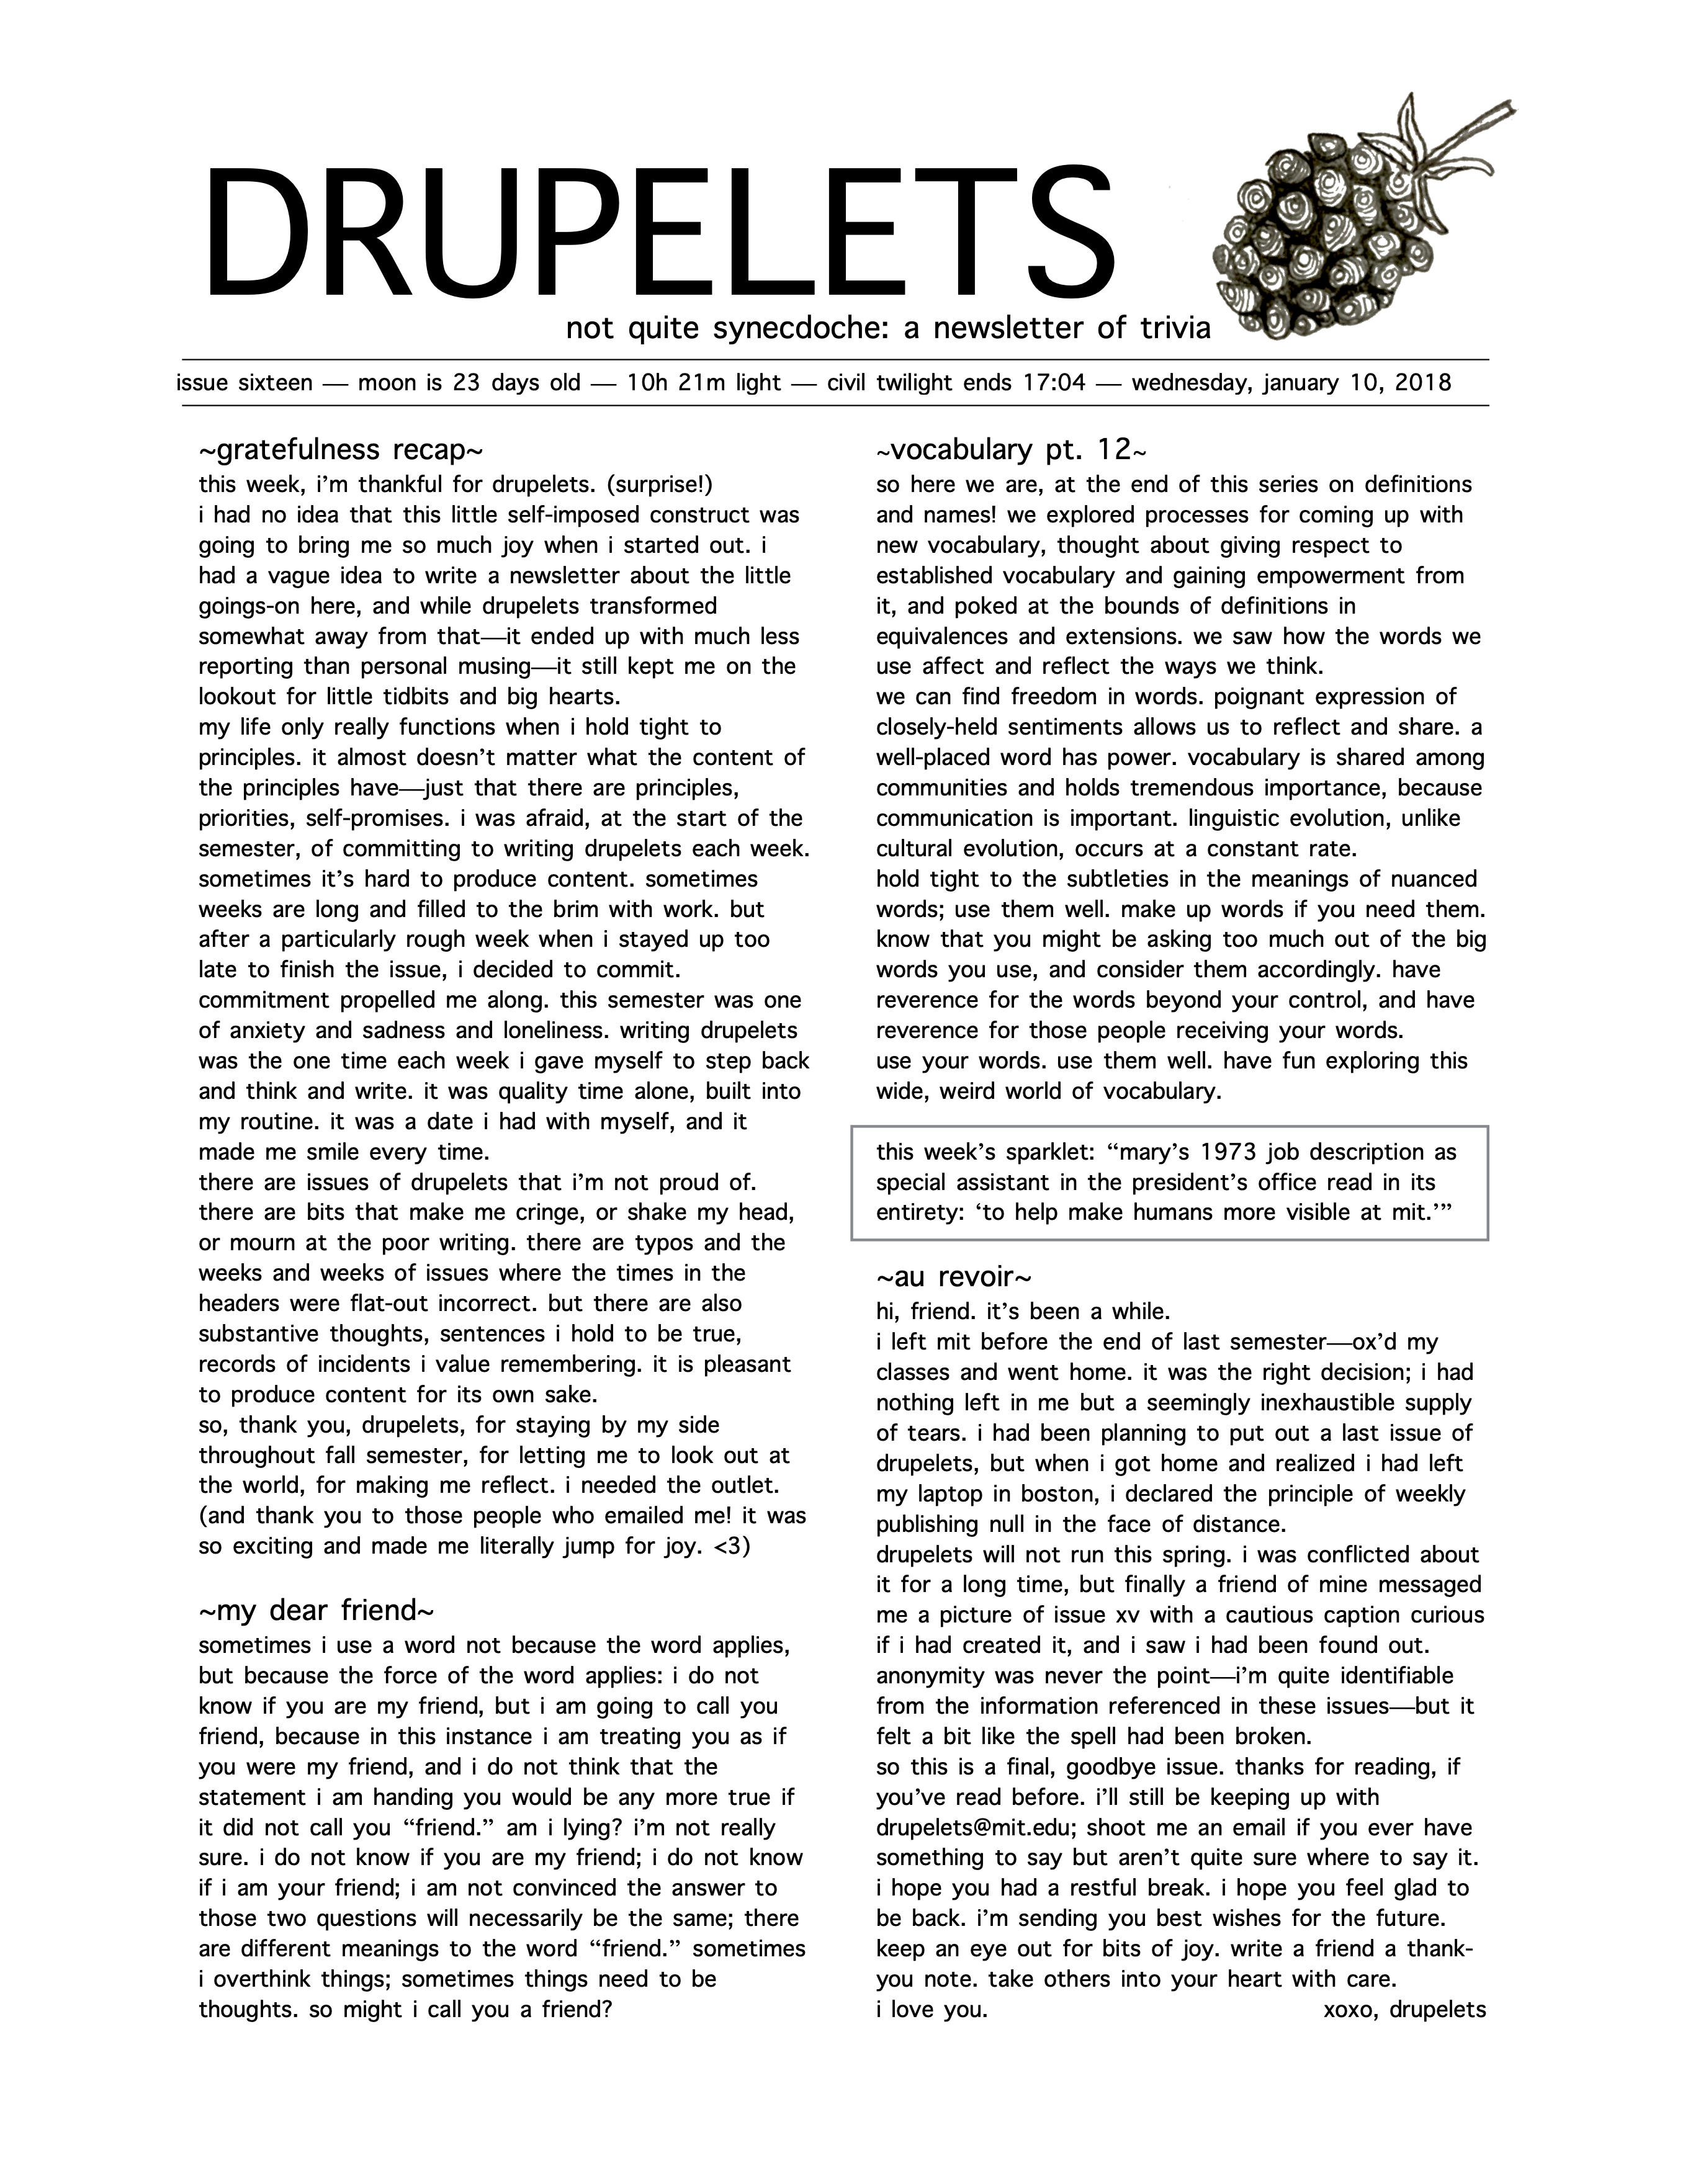 DRUPELETS
not quite synecdoche: a newsletter of trivia
issue sixteen — moon is 23 days old — 10h 21m light — civil twilight ends 17:04 — wednesday, january 10, 2018
~gratefulness recap~
this week, i’m thankful for drupelets. (surprise!)
i had no idea that this little self-imposed construct was
going to bring me so much joy when i started out. i
had a vague idea to write a newsletter about the little
goings-on here, and while drupelets transformed
somewhat away from that—it ended up with much less
reporting than personal musing—it still kept me on the
lookout for little tidbits and big hearts.
my life only really functions when i hold tight to
principles. it almost doesn’t matter what the content of
the principles have—just that there are principles,
priorities, self-promises. i was afraid, at the start of the
semester, of committing to writing drupelets each week.
sometimes it’s hard to produce content. sometimes
weeks are long and filled to the brim with work. but
after a particularly rough week when i stayed up too
late to finish the issue, i decided to commit.
commitment propelled me along. this semester was one
of anxiety and sadness and loneliness. writing drupelets
was the one time each week i gave myself to step back
and think and write. it was quality time alone, built into
my routine. it was a date i had with myself, and it
made me smile every time.
there are issues of drupelets that i’m not proud of.
there are bits that make me cringe, or shake my head,
or mourn at the poor writing. there are typos and the
weeks and weeks of issues where the times in the
headers were flat-out incorrect. but there are also
substantive thoughts, sentences i hold to be true,
records of incidents i value remembering. it is pleasant
to produce content for its own sake.
so, thank you, drupelets, for staying by my side
throughout fall semester, for letting me to look out at
the world, for making me reflect. i needed the outlet.
(and thank you to those people who emailed me! it was
so exciting and made me literally jump for joy. <3)
~my dear friend~
sometimes i use a word not because the word applies,
but because the force of the word applies: i do not
know if you are my friend, but i am going to call you
friend, because in this instance i am treating you as if
you were my friend, and i do not think that the
statement i am handing you would be any more true if
it did not call you “friend.” am i lying? i’m not really
sure. i do not know if you are my friend; i do not know
if i am your friend; i am not convinced the answer to
those two questions will necessarily be the same; there
are different meanings to the word “friend.” sometimes
i overthink things; sometimes things need to be
thoughts. so might i call you a friend?
~vocabulary pt. 12~
so here we are, at the end of this series on definitions
and names! we explored processes for coming up with
new vocabulary, thought about giving respect to
established vocabulary and gaining empowerment from
it, and poked at the bounds of definitions in
equivalences and extensions. we saw how the words we
use affect and reflect the ways we think.
we can find freedom in words. poignant expression of
closely-held sentiments allows us to reflect and share. a
well-placed word has power. vocabulary is shared among
communities and holds tremendous importance, because
communication is important. linguistic evolution, unlike
cultural evolution, occurs at a constant rate.
hold tight to the subtleties in the meanings of nuanced
words; use them well. make up words if you need them.
know that you might be asking too much out of the big
words you use, and consider them accordingly. have
reverence for the words beyond your control, and have
reverence for those people receiving your words.
use your words. use them well. have fun exploring this
wide, weird world of vocabulary.
this week’s sparklet: “mary’s 1973 job description as
special assistant in the president’s office read in its
entirety: ‘to help make humans more visible at mit.’”
~au revoir~
hi, friend. it’s been a while.
i left mit before the end of last semester—ox’d my
classes and went home. it was the right decision; i had
nothing left in me but a seemingly inexhaustible supply
of tears. i had been planning to put out a last issue of
drupelets, but when i got home and realized i had left
my laptop in boston, i declared the principle of weekly
publishing null in the face of distance.
drupelets will not run this spring. i was conflicted about
it for a long time, but finally a friend of mine messaged
me a picture of issue xv with a cautious caption curious
if i had created it, and i saw i had been found out.
anonymity was never the point—i’m quite identifiable
from the information referenced in these issues—but it
felt a bit like the spell had been broken.
so this is a final, goodbye issue. thanks for reading, if
you’ve read before. i’ll still be keeping up with
drupelets@mit.edu; shoot me an email if you ever have
something to say but aren’t quite sure where to say it.
i hope you had a restful break. i hope you feel glad to
be back. i’m sending you best wishes for the future.
keep an eye out for bits of joy. write a friend a thank-
you note. take others into your heart with care.
i love you. xoxo, drupelets